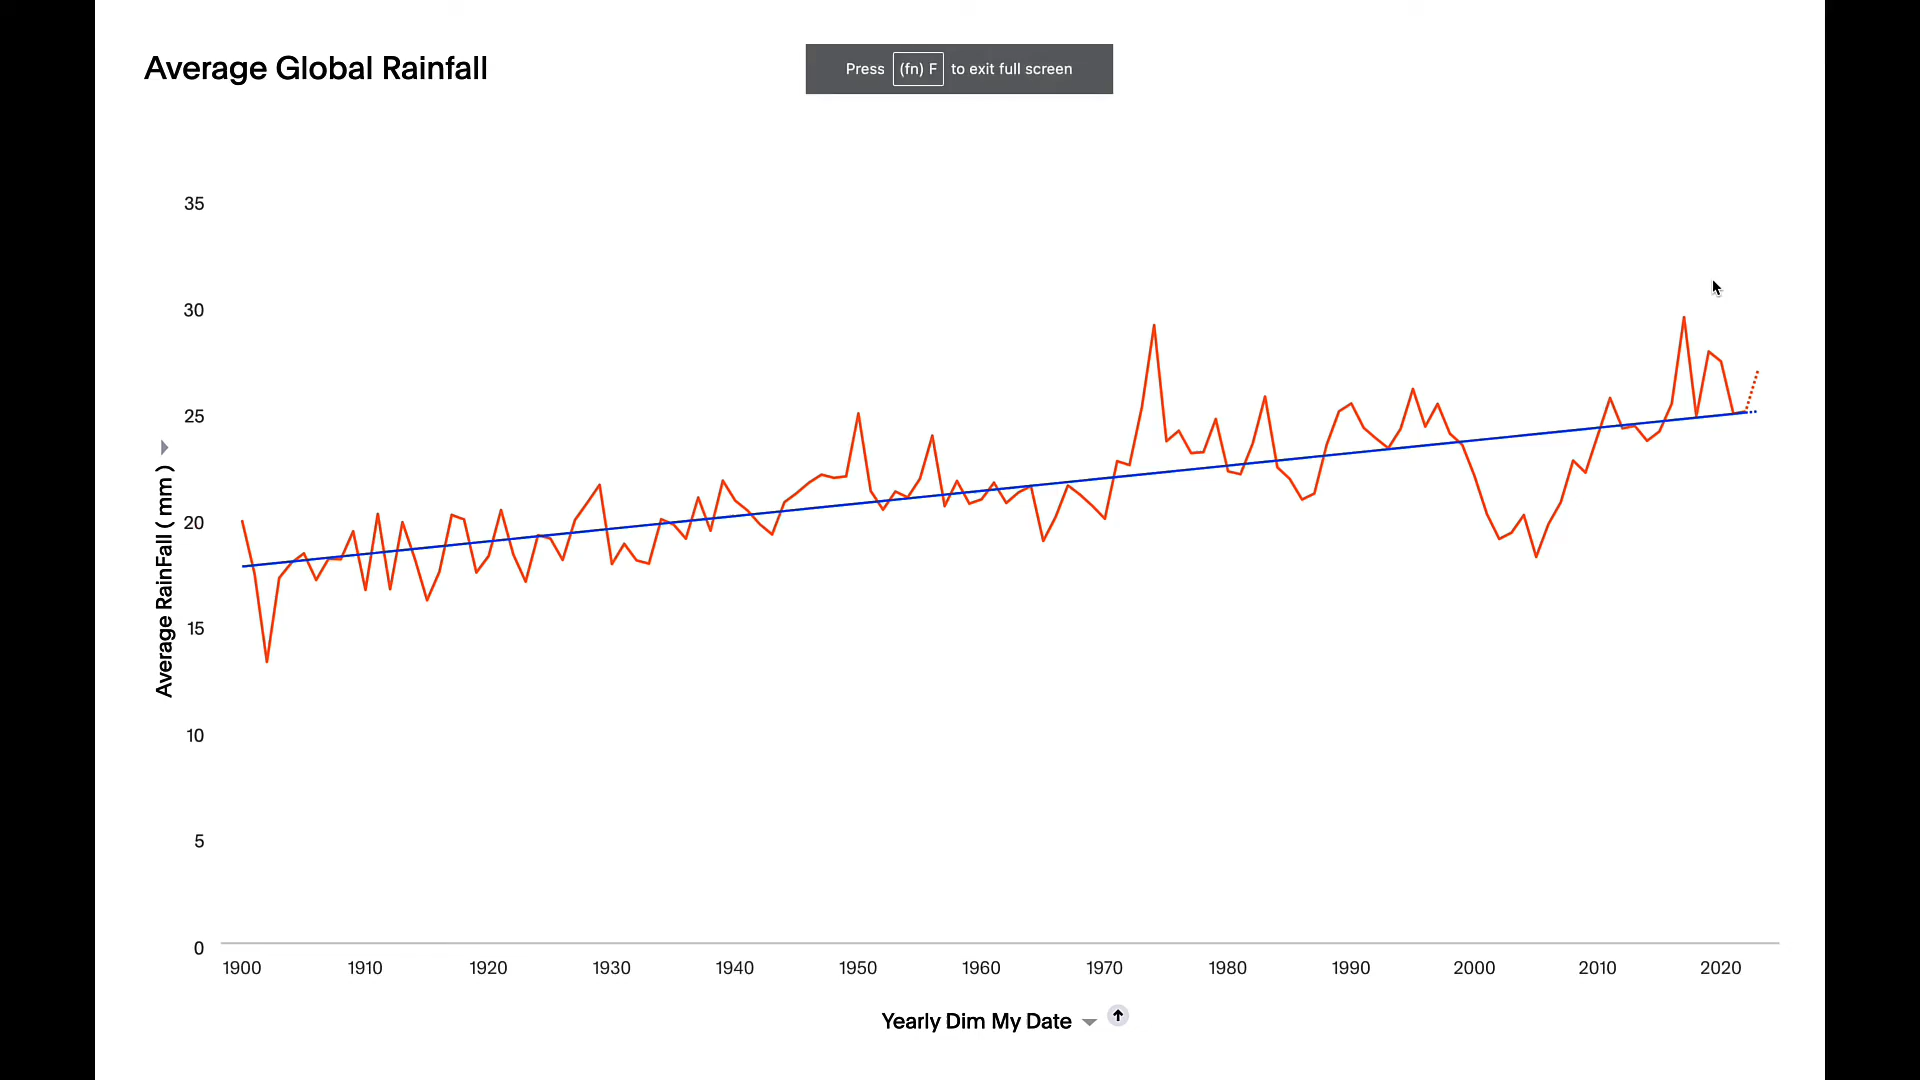 Average Global Rainfall
Press (fn) F to exit full screen
35
30
25
20
15
10
5
0
Average RainFall ( mm )
1900 1910 1920 1930 1940 1950 1960 1970 1980 1990 2000 2010 2020
Yearly Dim My Date